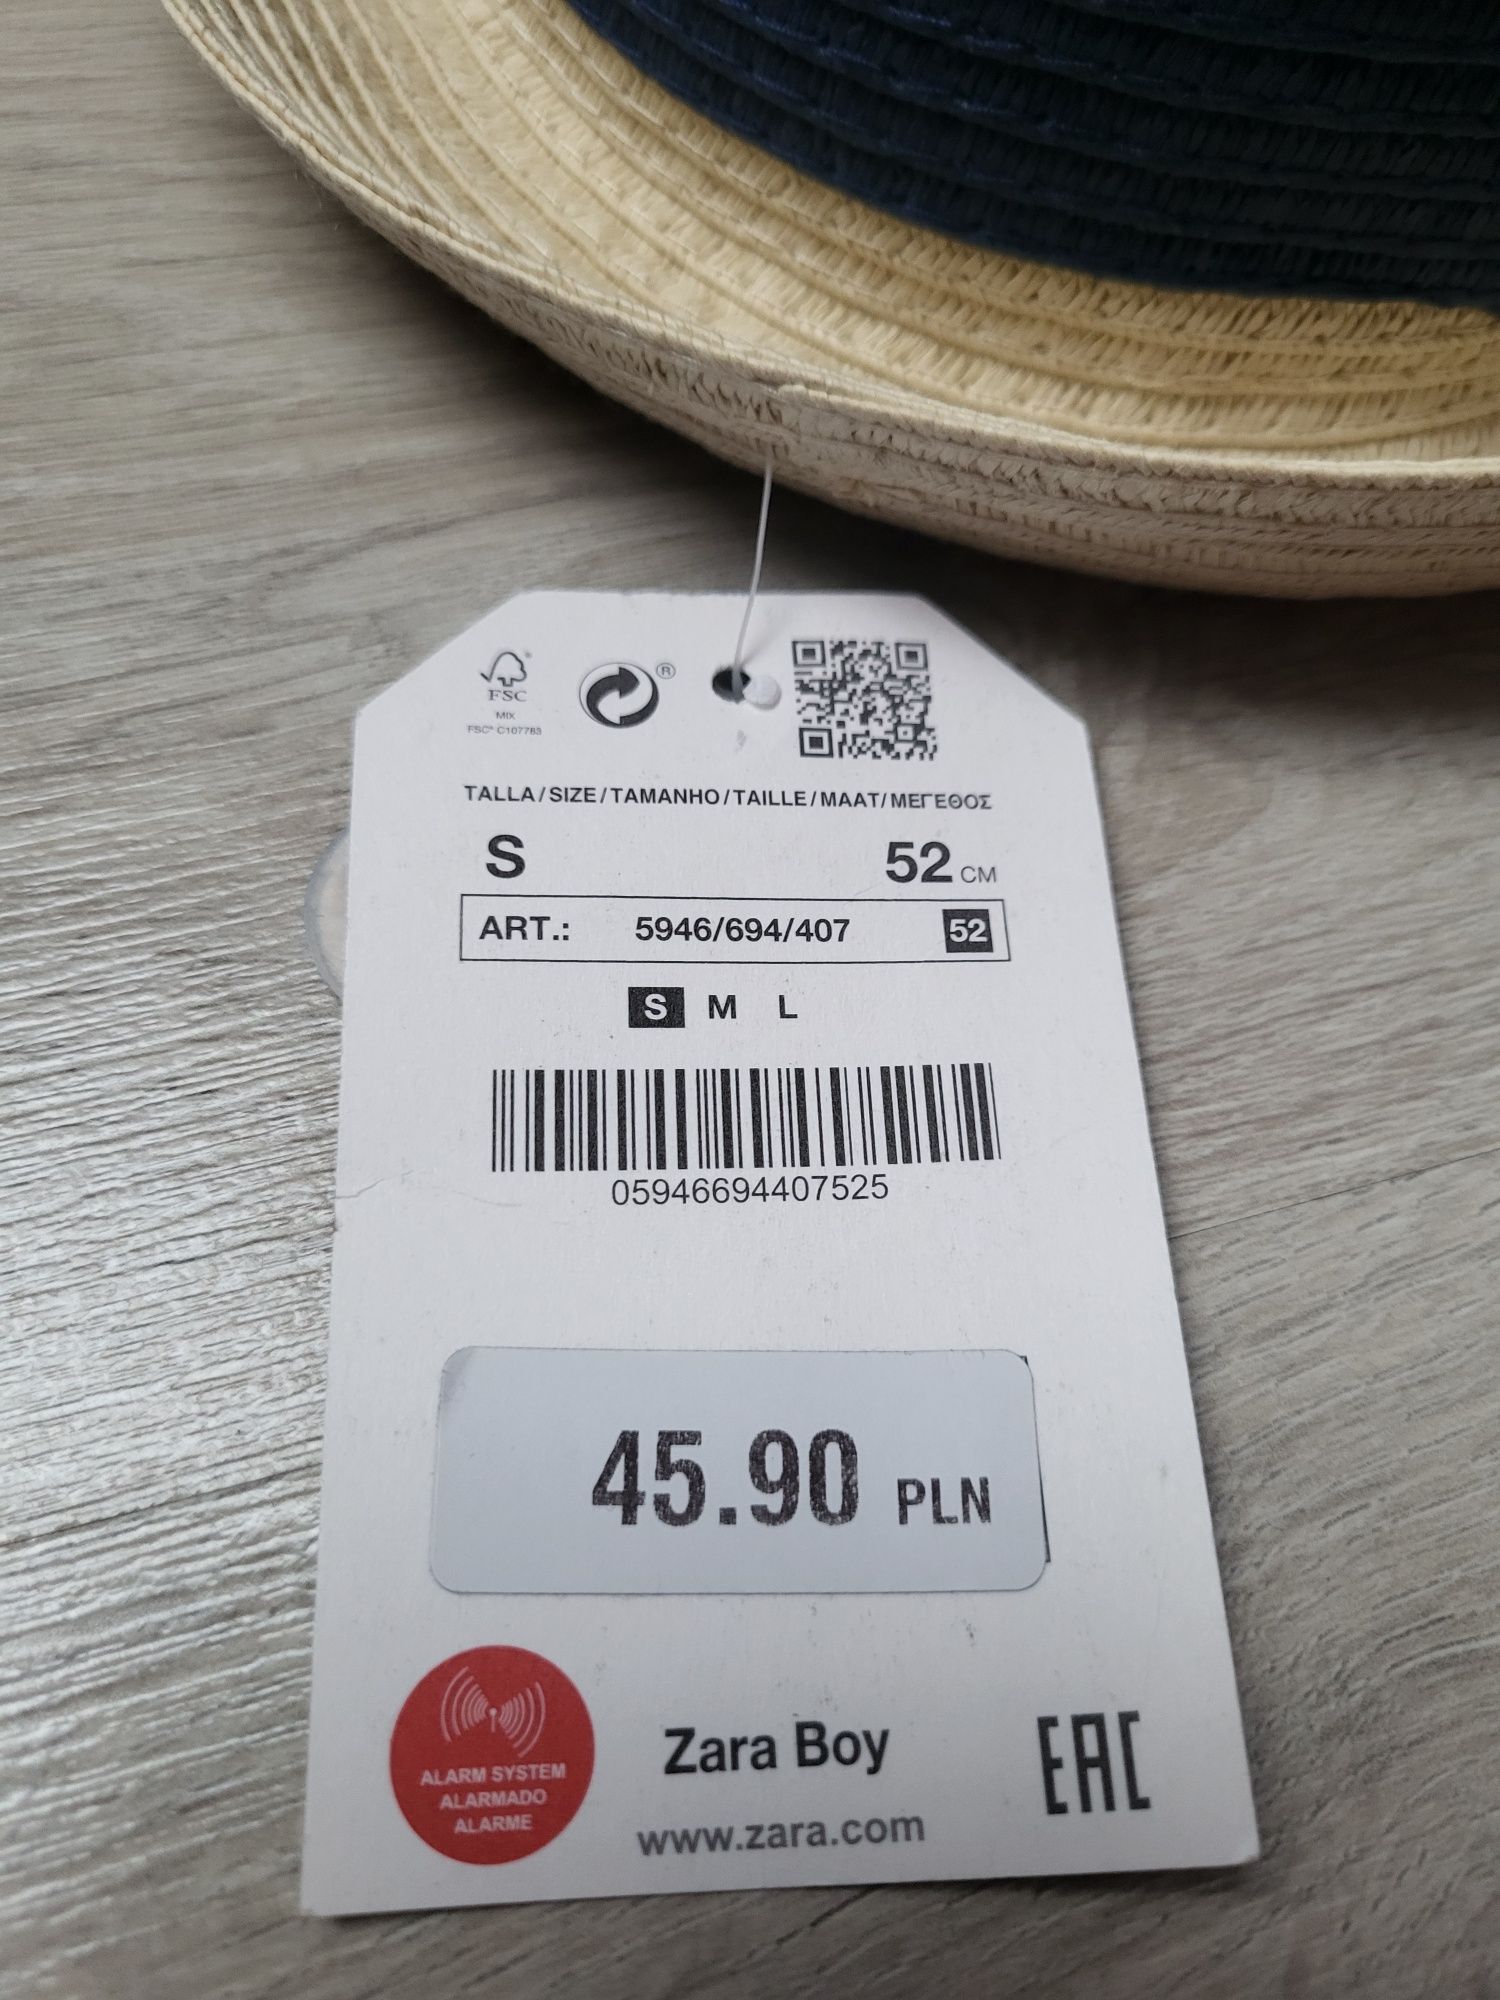 FSC
MIX
FSC® C107783
®
TALLA/SIZE/TAMANHO/TAILLE/MAAT/ΜΕΓΕΘΟΣ
S 52 CM
ART.: 5946/694/407 52
S M L
05946694407525
45.90 PLN
ALARM SYSTEM
ALARMADO
ALARME
Zara Boy
www.zara.com
EAC